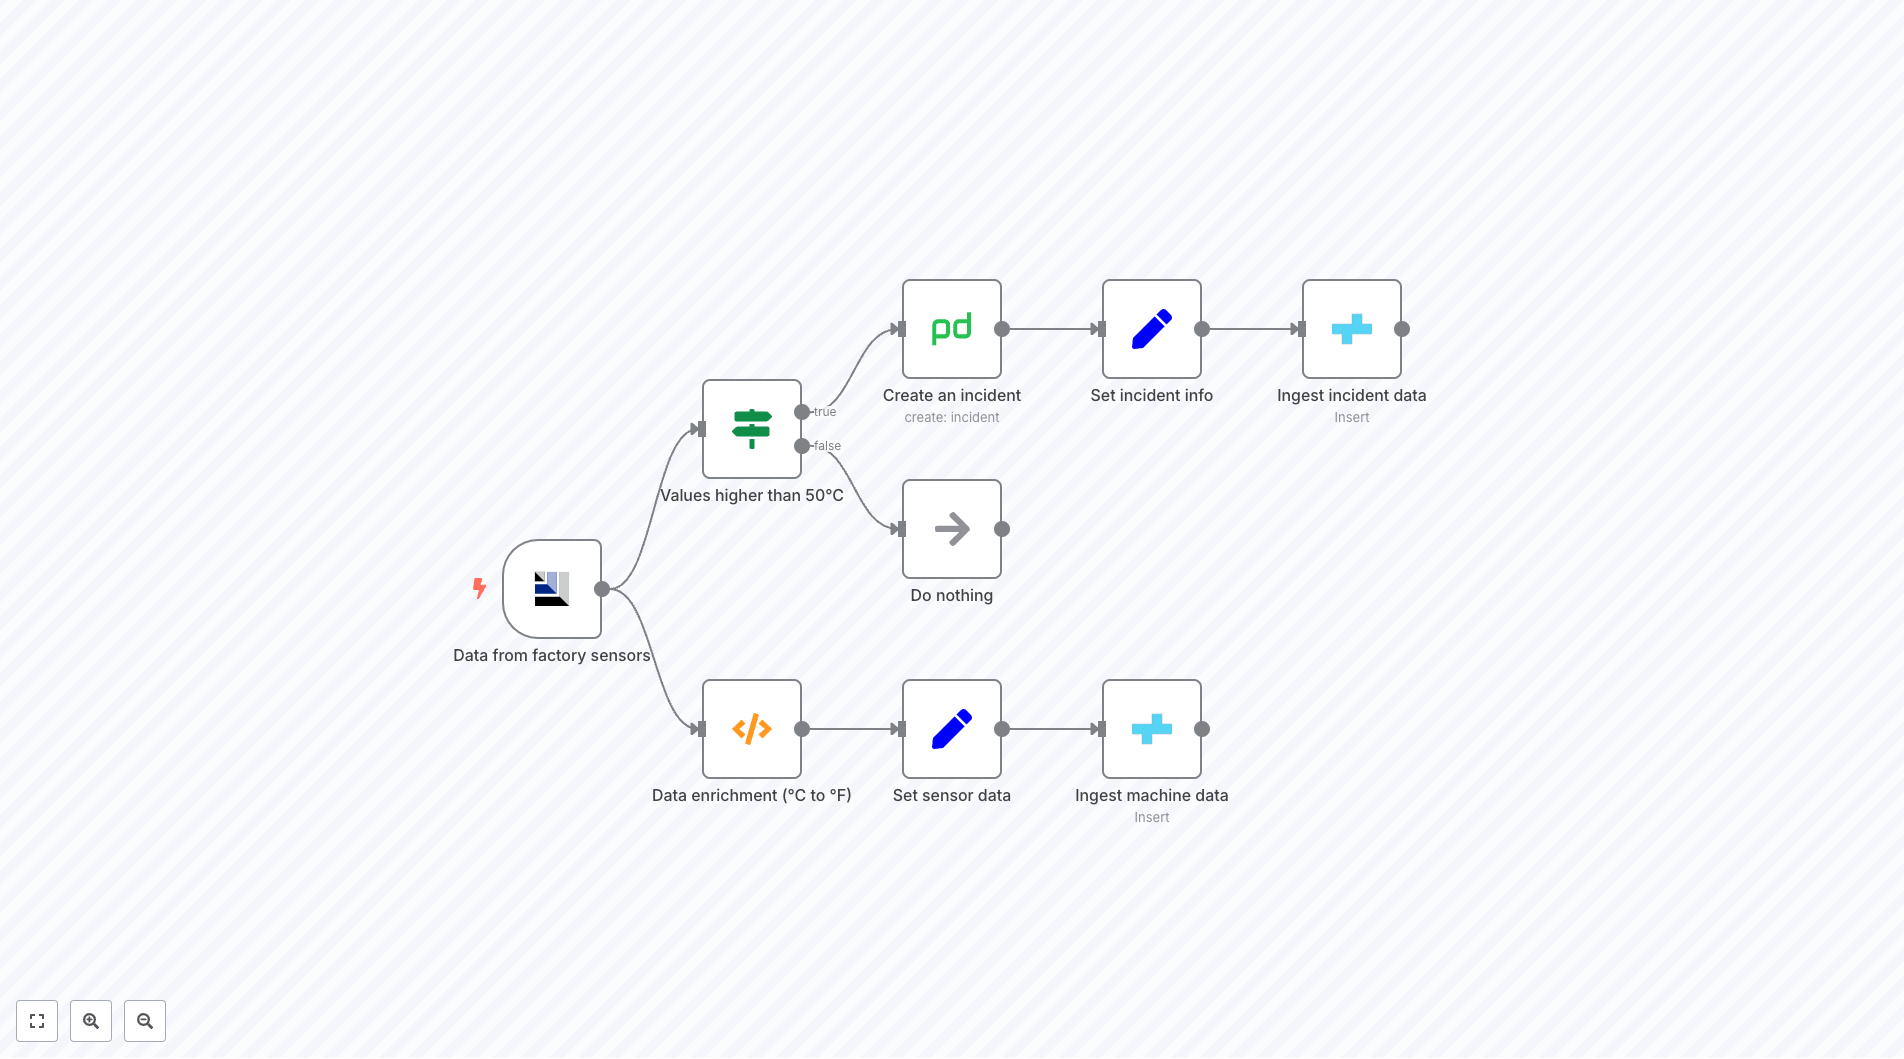 pd
Create an incident
create: incident
Set incident info
Ingest incident data
Insert
true
false
Values higher than 50°C
Do nothing
Data from factory sensors
Data enrichment (°C to °F)
Set sensor data
Ingest machine data
Insert